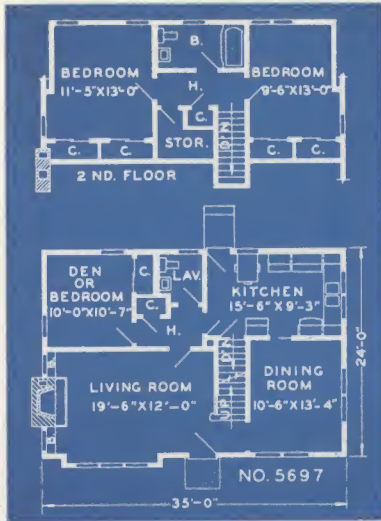 B.
BEDROOM
11'-5"X13'-0"
H.
BEDROOM
9'-6"X13'-0"
C.
STOR.
DN
C.
C.
C.
C.
2 ND. FLOOR
DEN
OR
BEDROOM
10'-0"X10'-7"
C.
LAV.
C.
H.
KITCHEN
15'-6"X9'-3"
DN
UP
LIVING ROOM
19'-6"X12'-0"
DINING
ROOM
10'-6"X13'-4"
24'-0"
NO. 5697
35'-0"